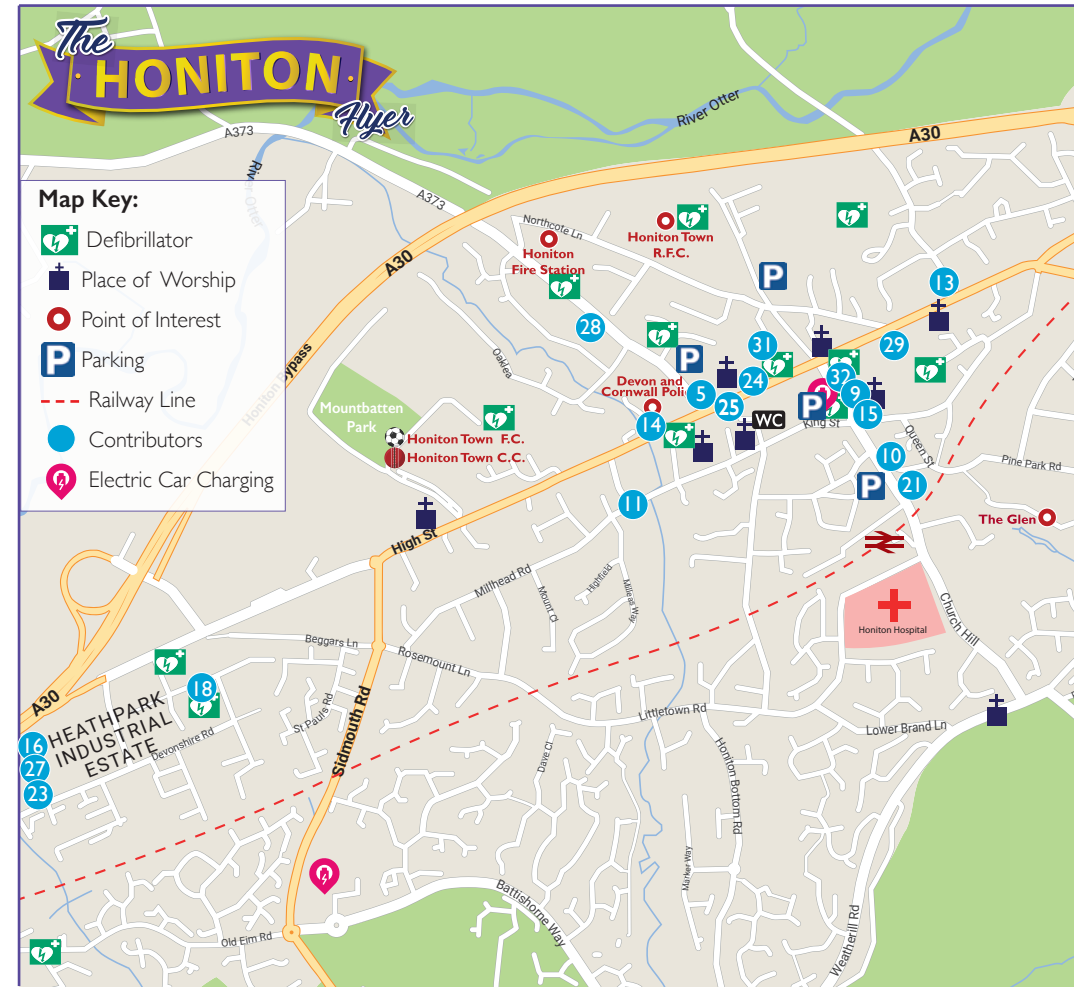 The
HONITON
Flyer
Map Key:
Defibrillator
Place of Worship
Point of Interest
P
Parking
Railway Line
Contributors
Electric Car Charging
A373
River Otter
A373
River Otter
A30
A30
Honiton Bypass
Northcote Ln
Honiton
Fire Station
Honiton Town
R.F.C.
P
13
28
31
29
P
Oaklea
Devon and
Cornwall Polic
5
24
25
32
9
15
P
14
WC
King St
Mountbatten
Park
Honiton Town F.C.
Honiton Town C.C.
Queen St
10
Pine Park Rd
21
P
11
The Glen
High St
Millhead Rd
Mount Cl
Highfield
Millea Way
Honiton Hospital
Church Hill
Beggars Ln
Rosemount Ln
18
A30
HEATHPARK
INDUSTRIAL
ESTATE
Devonshire Rd
St.Pauls Rd
Sidmouth Rd
Littletown Rd
Lower Brand Ln
16
27
23
Dave Cl
Honiton Bottom Rd
Marker Way
Battishorne Way
Weatherill Rd
Old Elm Rd